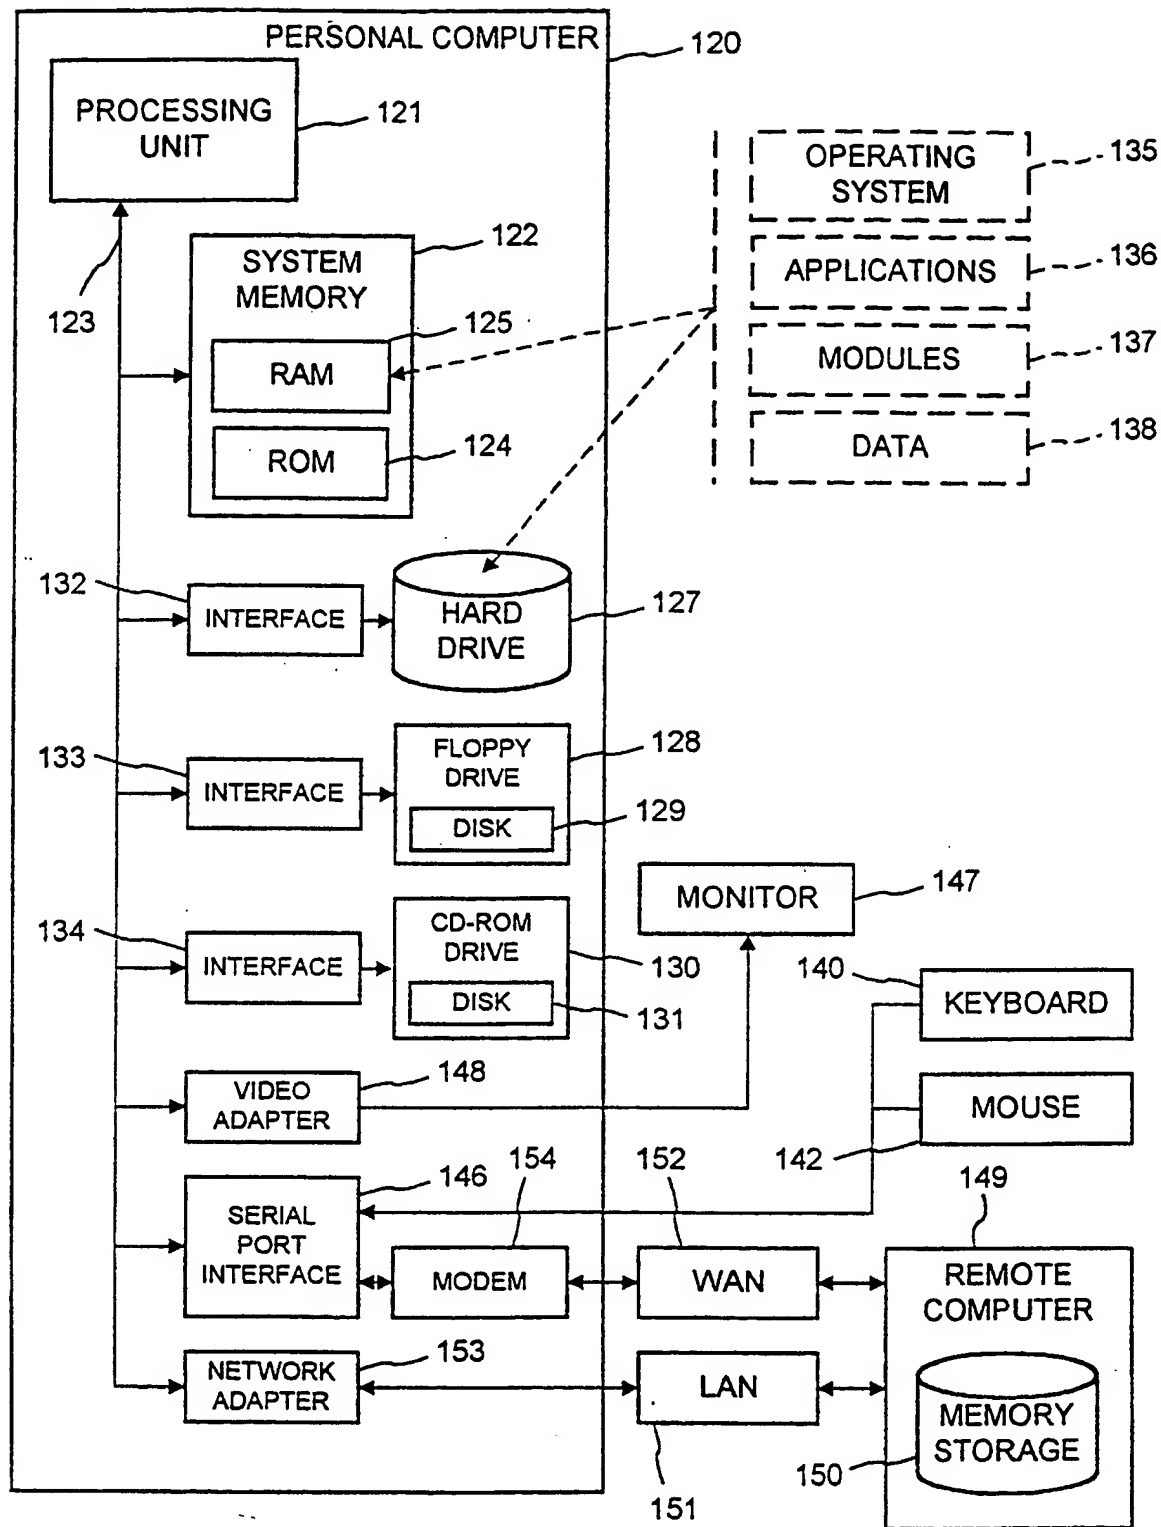 PERSONAL COMPUTER
120
PROCESSING
UNIT
121
123
SYSTEM
MEMORY
122
RAM
125
ROM
124
OPERATING
SYSTEM
135
APPLICATIONS
136
MODULES
137
DATA
138
132
INTERFACE
HARD
DRIVE
127
133
INTERFACE
FLOPPY
DRIVE
128
DISK
129
134
INTERFACE
CD-ROM
DRIVE
130
DISK
131
MONITOR
147
140
KEYBOARD
MOUSE
142
VIDEO
ADAPTER
148
SERIAL
PORT
INTERFACE
146
MODEM
154
WAN
152
149
REMOTE
COMPUTER
MEMORY
STORAGE
150
NETWORK
ADAPTER
153
LAN
151